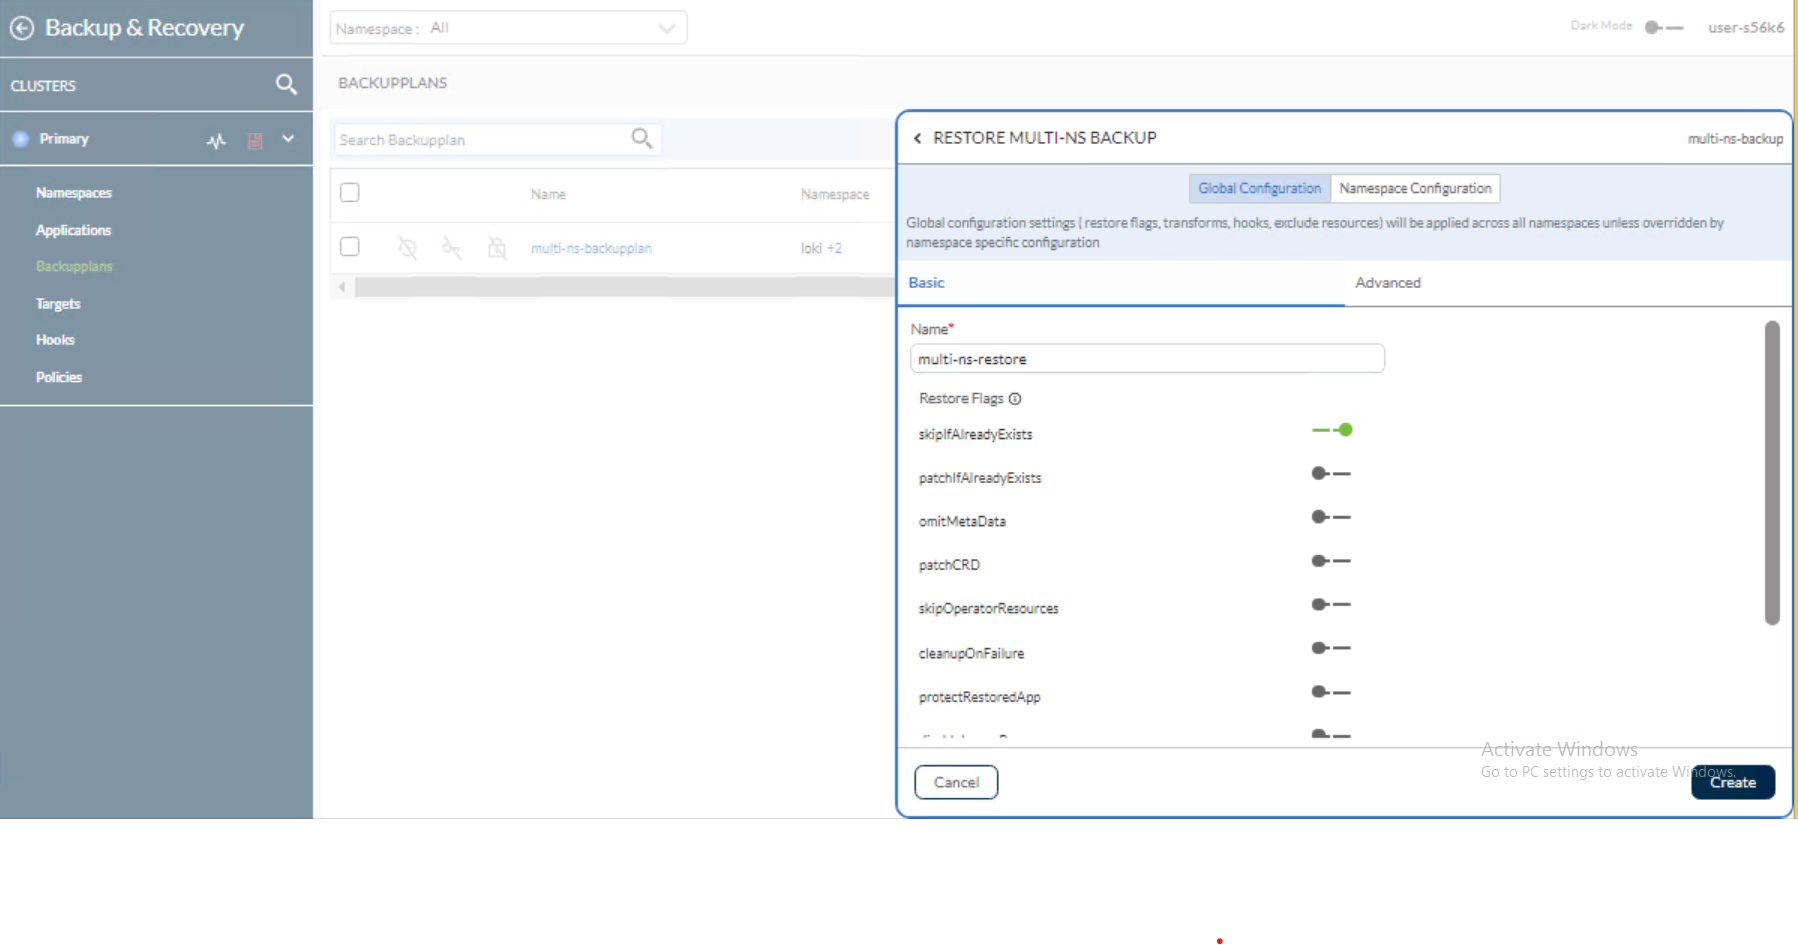 Backup & Recovery
CLUSTERS
Primary
Namespaces
Applications
Backupplans
Targets
Hooks
Policies
Namespace : All
Dark Mode
user-s56k6
BACKUPPLANS
Search Backupplan
Name
Namespace
multi-ns-backupplan
loki +2
RESTORE MULTI-NS BACKUP
multi-ns-backup
Global Configuration
Namespace Configuration
Global configuration settings ( restore flags, transforms, hooks, exclude resources) will be applied across all namespaces unless overridden by
namespace specific configuration
Basic
Advanced
Name*
multi-ns-restore
Restore Flags
skipIfAlreadyExists
patchIfAlreadyExists
omitMetaData
patchCRD
skipOperatorResources
cleanupOnFailure
protectRestoredApp
Activate Windows
Go to PC settings to activate Windows.
Cancel
Create